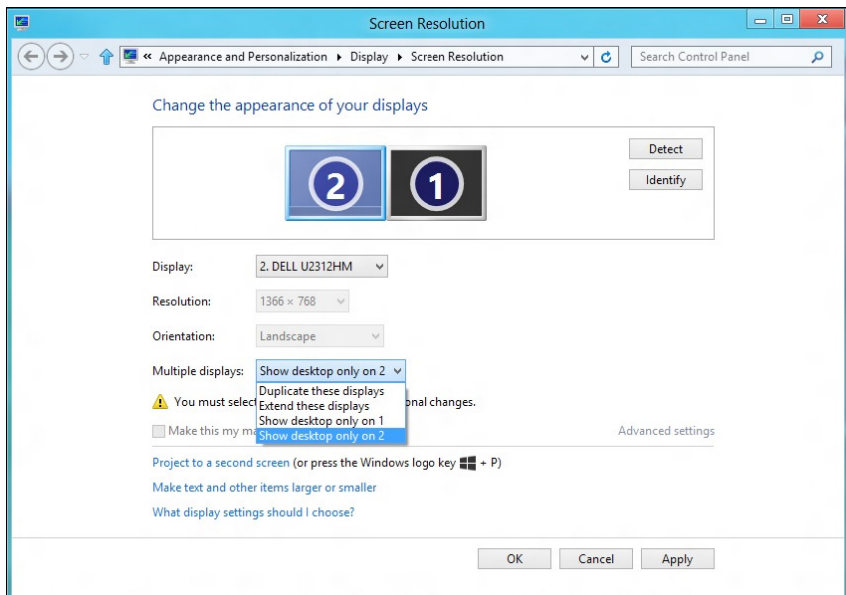 Screen Resolution
« Appearance and Personalization ▸ Display ▸ Screen Resolution
Search Control Panel
Change the appearance of your displays
2
1
Detect
Identify
Display: 2. DELL U2312HM
Resolution: 1366 × 768
Orientation: Landscape
Multiple displays: Show desktop only on 2
Duplicate these displays
You must select onal changes.
Extend these displays
Show desktop only on 1
Make this my m
Show desktop only on 2
Advanced settings
Project to a second screen (or press the Windows logo key + P)
Make text and other items larger or smaller
What display settings should I choose?
OK Cancel Apply